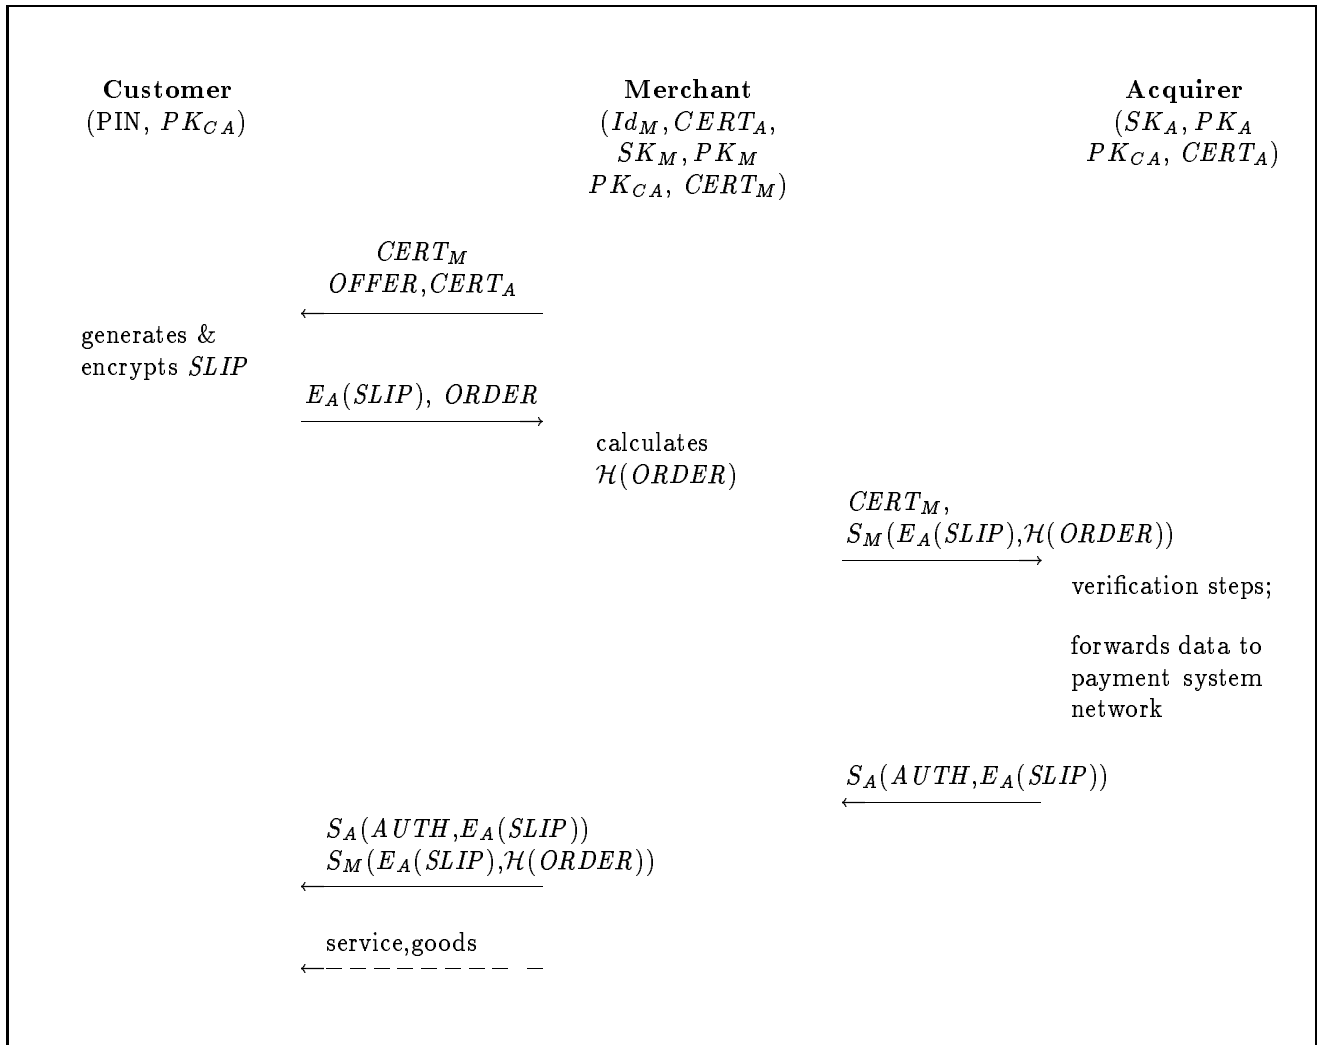 Customer
(PIN, PK_CA)
Merchant
(Id_M, CERT_A,
SK_M, PK_M
PK_CA, CERT_M)
Acquirer
(SK_A, PK_A
PK_CA, CERT_A)
CERT_M
OFFER,CERT_A
generates &
encrypts SLIP
E_A(SLIP), ORDER
calculates
ℋ(ORDER)
CERT_M,
S_M(E_A(SLIP),ℋ(ORDER))
verification steps;
forwards data to
payment system
network
S_A(AUTH,E_A(SLIP))
S_A(AUTH,E_A(SLIP))
S_M(E_A(SLIP),ℋ(ORDER))
service,goods